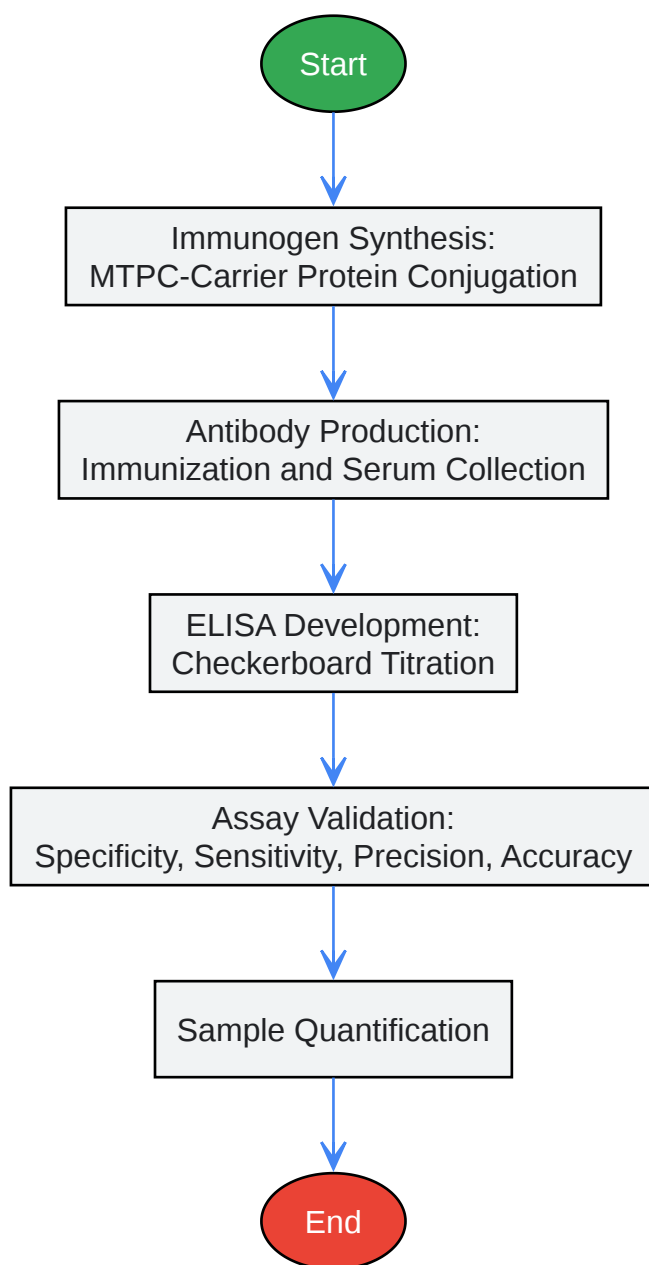 Start
Immunogen Synthesis:
MTPC-Carrier Protein Conjugation
Antibody Production:
Immunization and Serum Collection
ELISA Development:
Checkerboard Titration
Assay Validation:
Specificity, Sensitivity, Precision, Accuracy
Sample Quantification
End